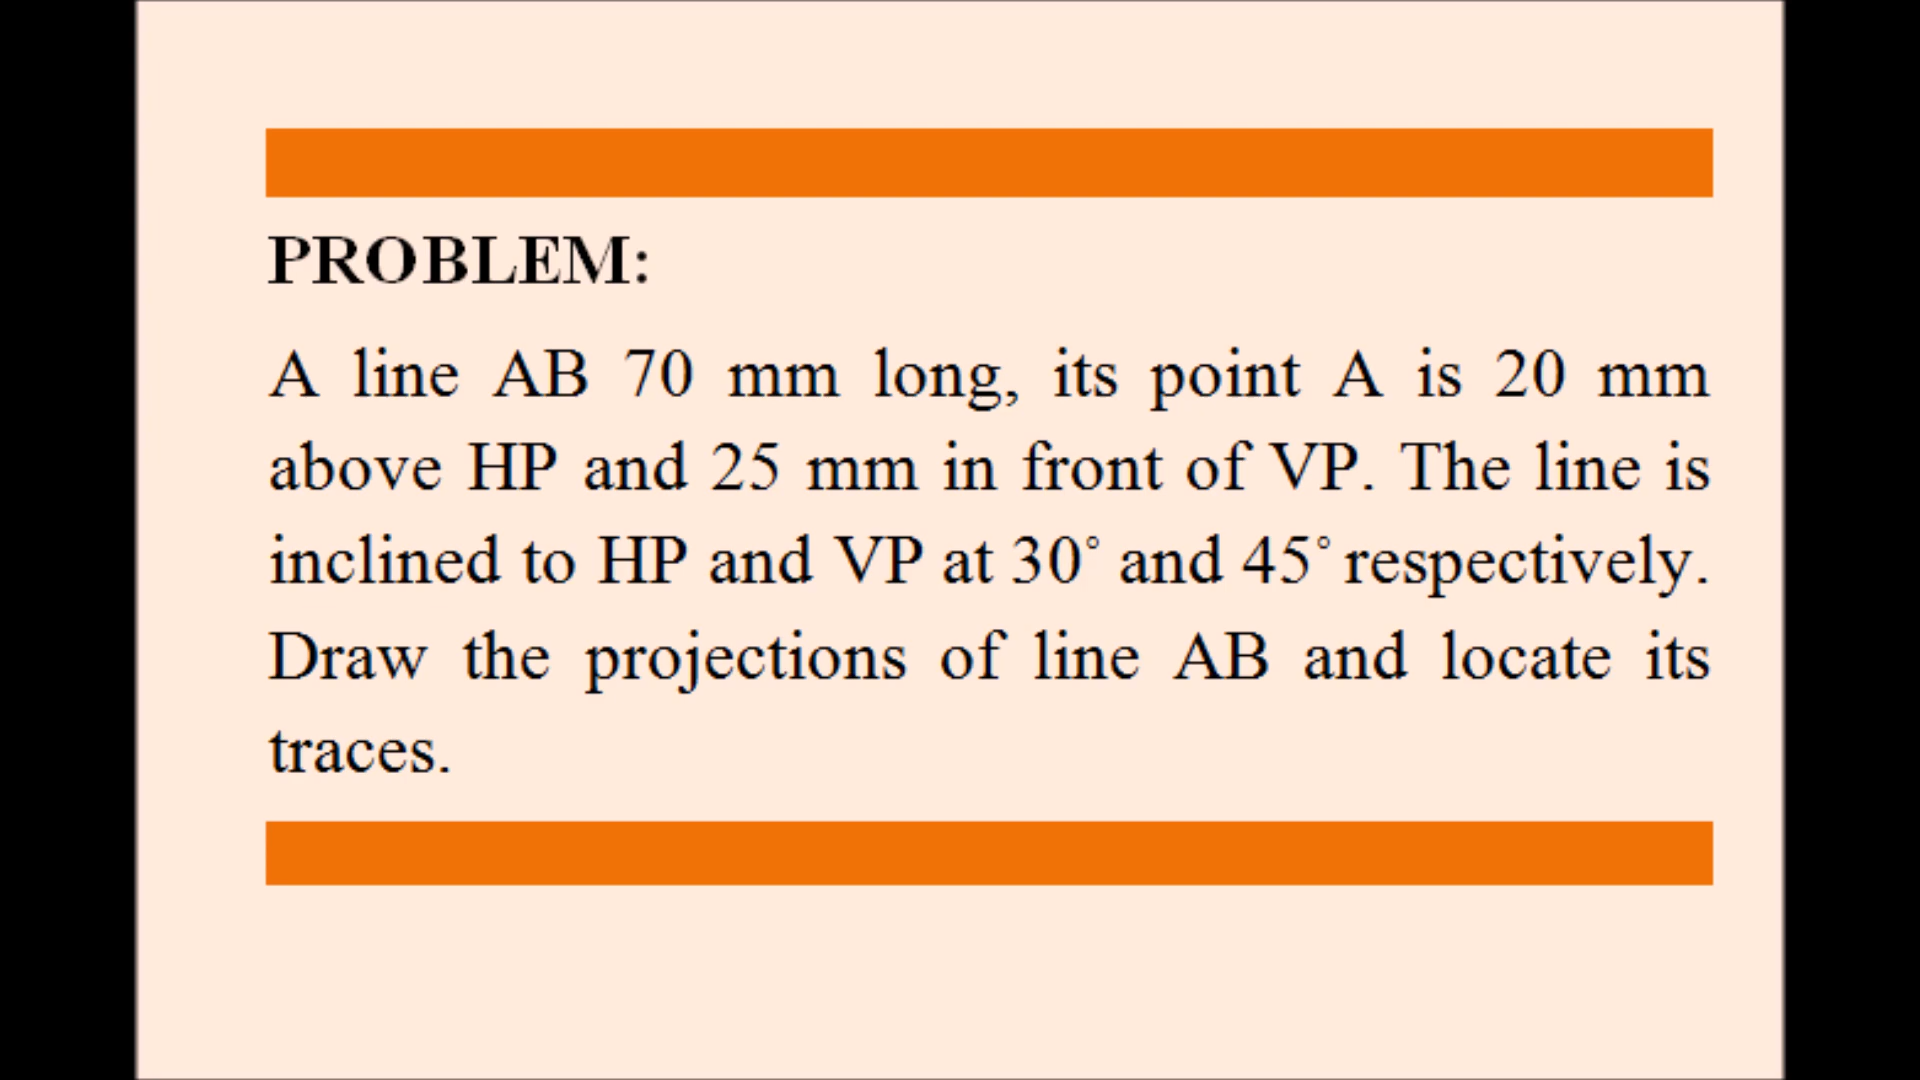 PROBLEM:
A line AB 70 mm long, its point A is 20 mm
above HP and 25 mm in front of VP. The line is
inclined to HP and VP at 30° and 45° respectively.
Draw the projections of line AB and locate its
traces.